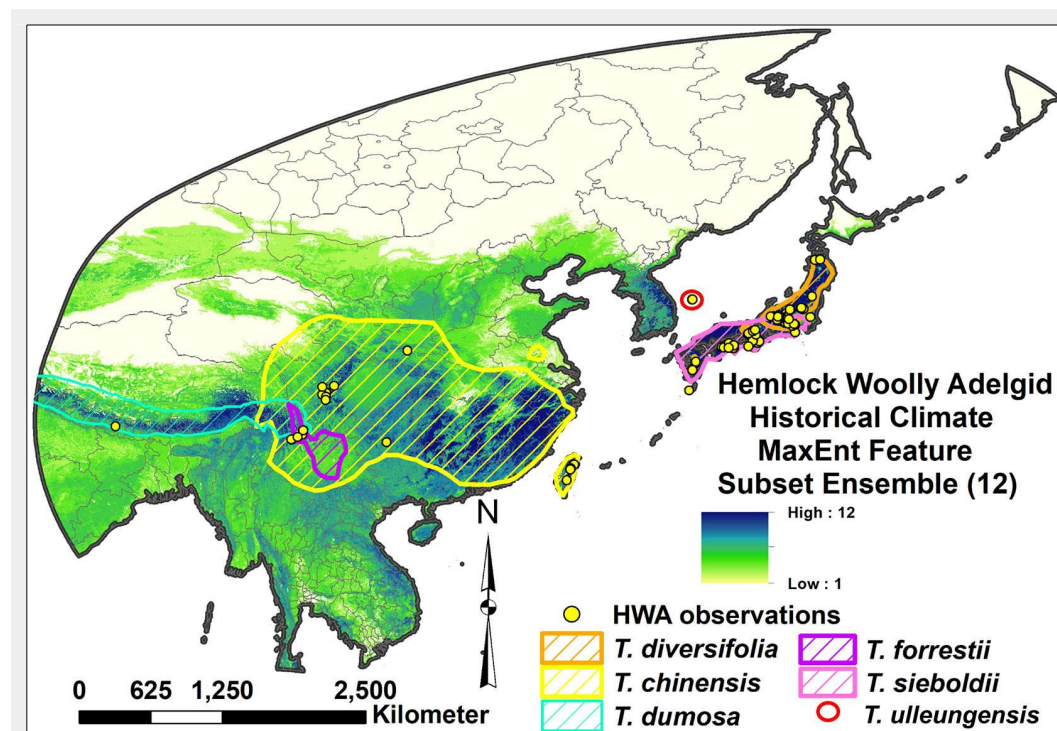 Hemlock Woolly Adelgid
Historical Climate
MaxEnt Feature
Subset Ensemble (12)
High : 12
Low : 1
N
HWA observations
T. diversifolia
T. forrestii
T. chinensis
T. sieboldii
T. dumosa
T. ulleungensis
0 625 1,250 2,500
Kilometer